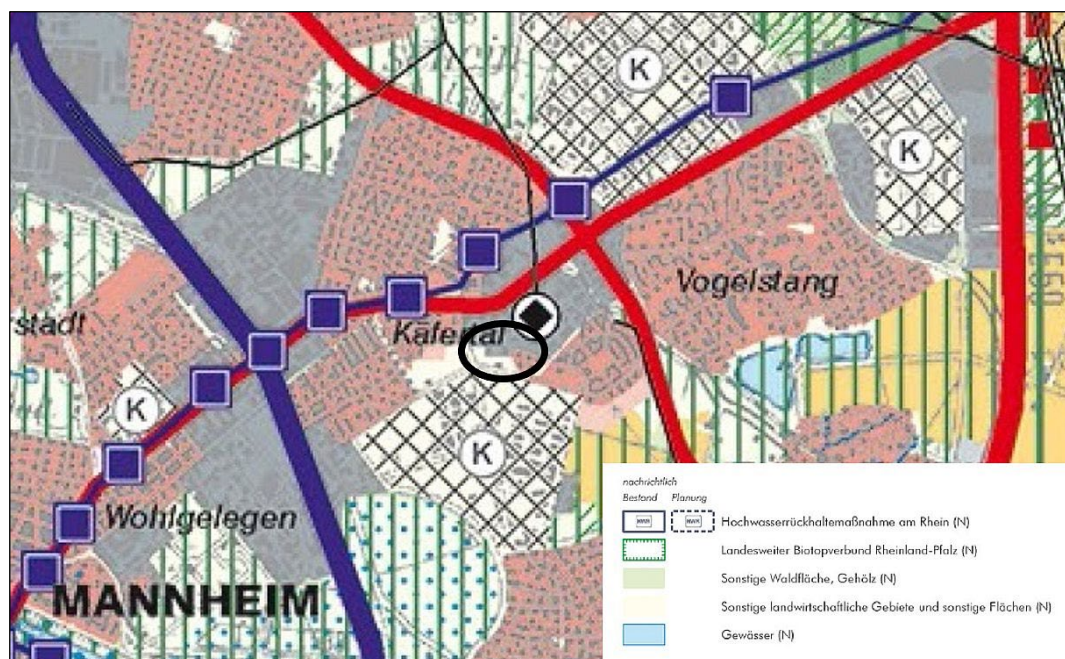 K
K
stadt
Vogelstang
Käfertal
K
K
Wohlgelegen
MANNHEIM
nachrichtlich
Bestand Planung
Hochwasserrückhaltemaßnahme am Rhein (N)
Landesweiter Biotopverbund Rheinland-Pfalz (N)
Sonstige Waldfläche, Gehölz (N)
Sonstige landwirtschaftliche Gebiete und sonstige Flächen (N)
Gewässer (N)